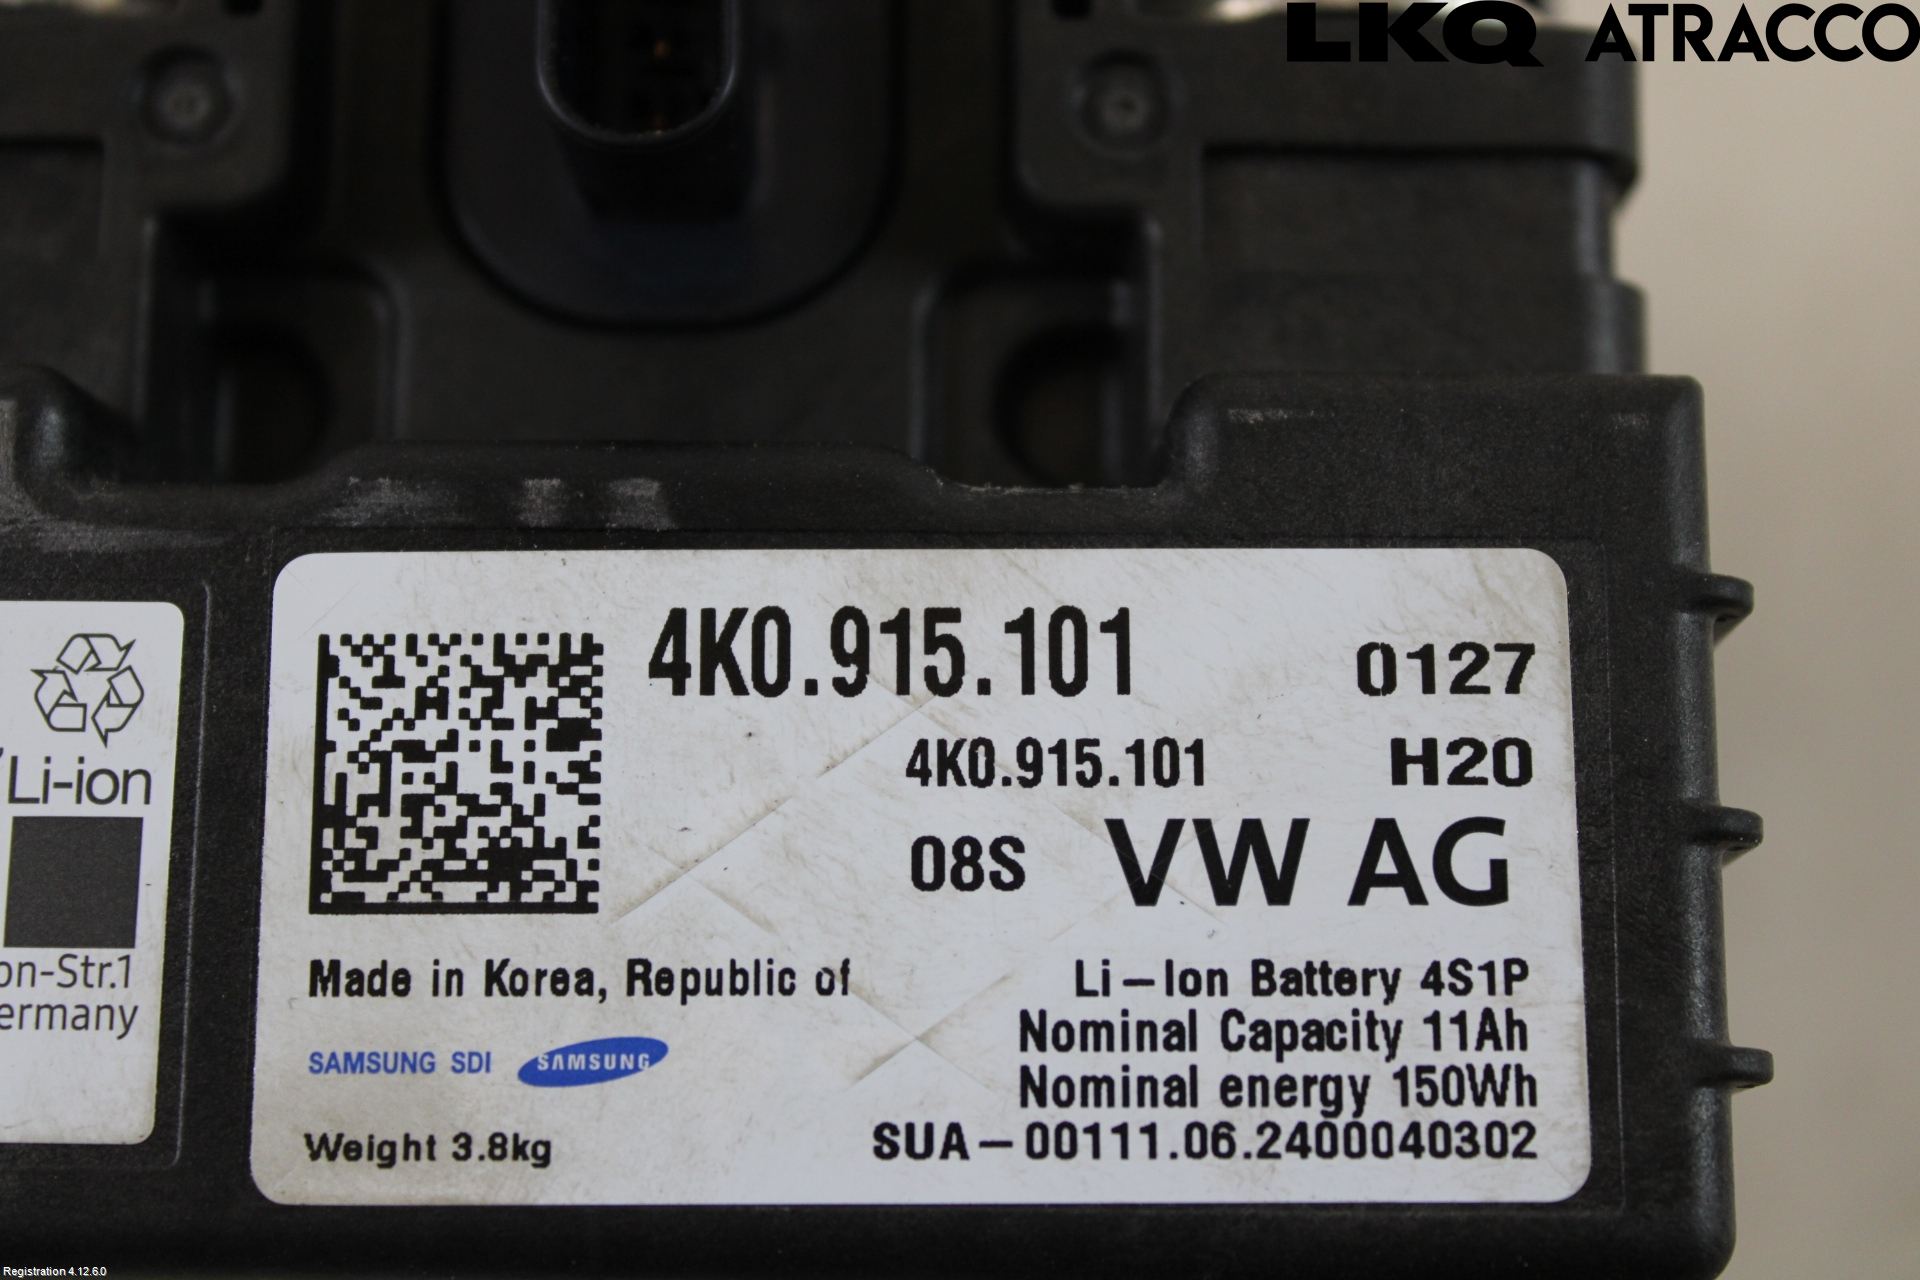 LKQ ATRACCO
4K0.915.101 0127
4K0.915.101 H20
08S VW AG
Made in Korea, Republic of
SAMSUNG SDI SAMSUNG
Weight 3.8kg
Li-Ion Battery 4S1P
Nominal Capacity 11Ah
Nominal energy 150Wh
SUA-00111.06.2400040302
Li-ion
on-Str.1
ermany
Registration 4.12.6.0